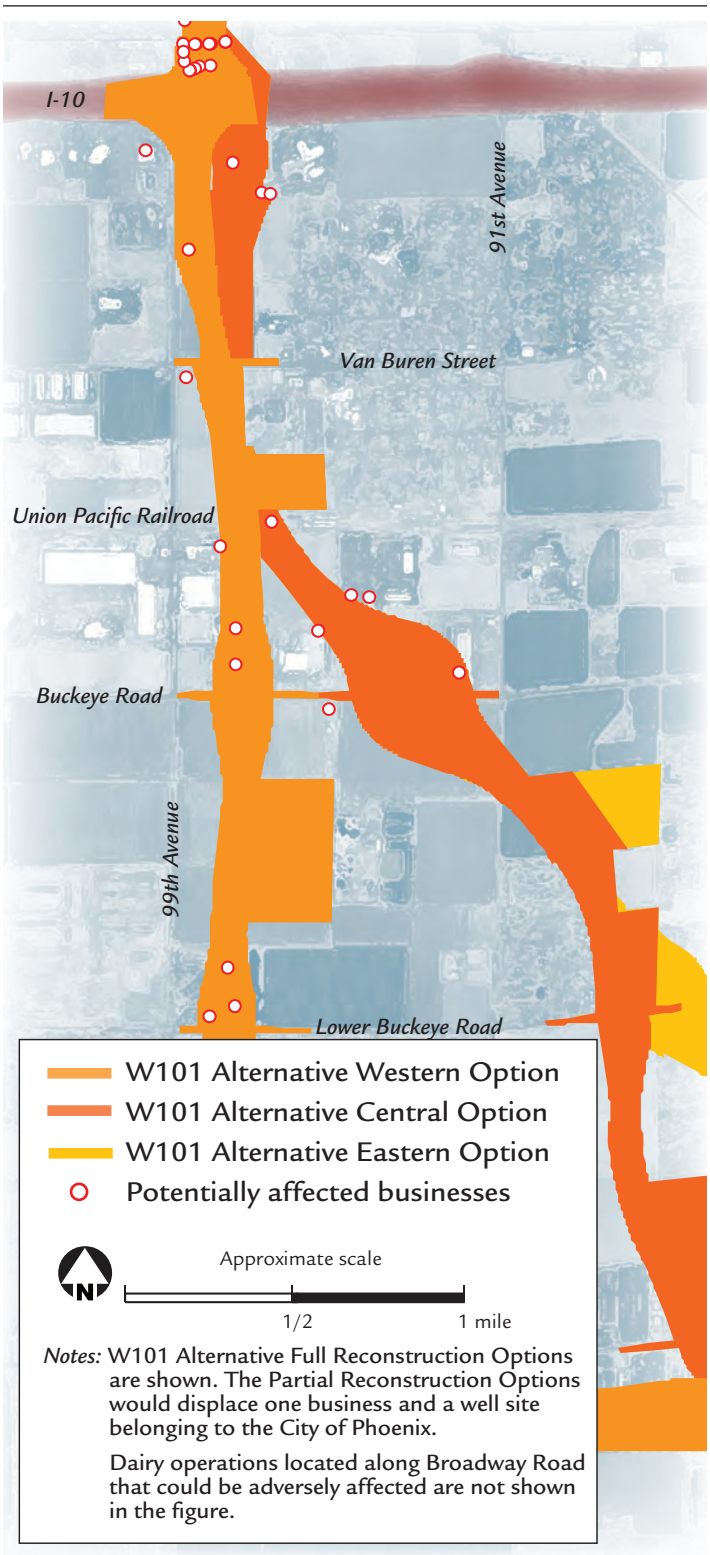 I-10
91st Avenue
Van Buren Street
Union Pacific Railroad
Buckeye Road
99th Avenue
Lower Buckeye Road
W101 Alternative Western Option
W101 Alternative Central Option
W101 Alternative Eastern Option
Potentially affected businesses
Approximate scale
N
1/2 1 mile
Notes: W101 Alternative Full Reconstruction Options
are shown. The Partial Reconstruction Options
would displace one business and a well site
belonging to the City of Phoenix.
Dairy operations located along Broadway Road
that could be adversely affected are not shown
in the figure.